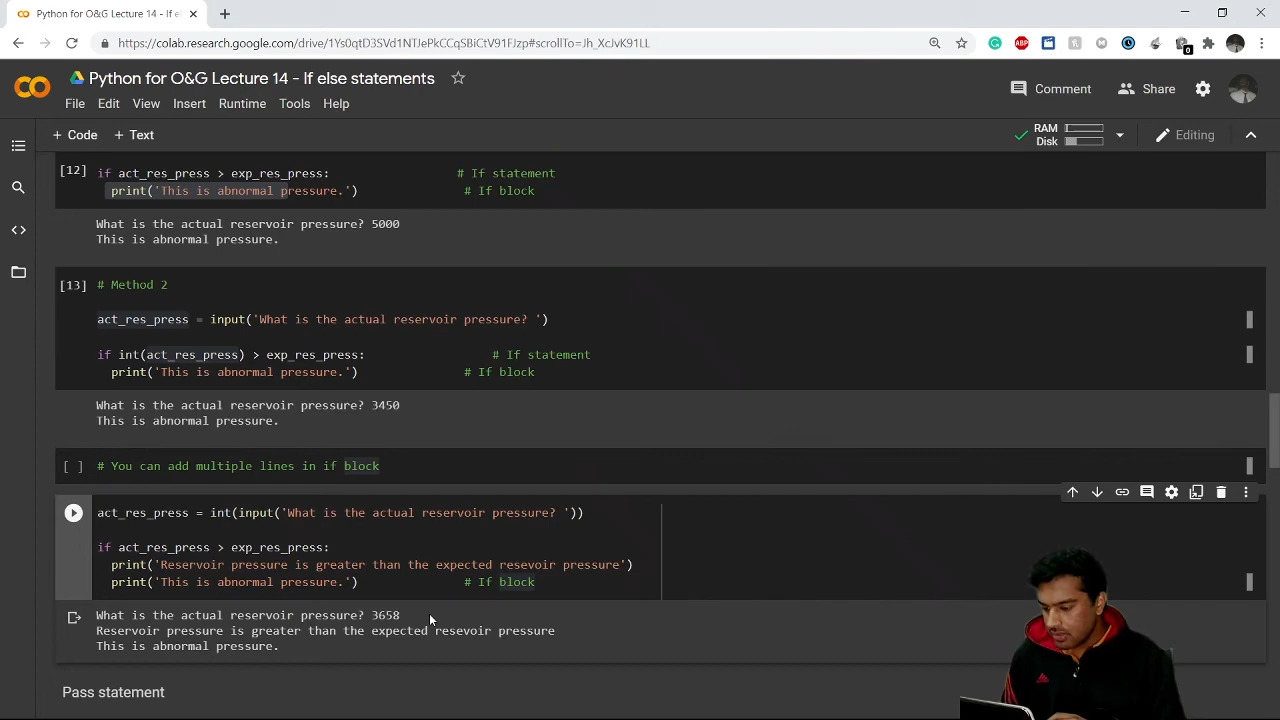 Python for O&G Lecture 14 - If els
https://colab.research.google.com/drive/1Ys0qtD3SVd1NTJePkCCqSBiCtV91FJzp#scrollTo=Jh_XcJvK91LL
Python for O&G Lecture 14 - If else statements
File Edit View Insert Runtime Tools Help
Comment Share
+ Code + Text
RAM
Disk
Editing
[12] if act_res_press > exp_res_press: # If statement
print('This is abnormal pressure.') # If block
What is the actual reservoir pressure? 5000
This is abnormal pressure.
[13] # Method 2
act_res_press = input('What is the actual reservoir pressure? ')
if int(act_res_press) > exp_res_press: # If statement
print('This is abnormal pressure.') # If block
What is the actual reservoir pressure? 3450
This is abnormal pressure.
[ ] # You can add multiple lines in if block
act_res_press = int(input('What is the actual reservoir pressure? '))
if act_res_press > exp_res_press:
print('Reservoir pressure is greater than the expected resevoir pressure')
print('This is abnormal pressure.') # If block
What is the actual reservoir pressure? 3658
Reservoir pressure is greater than the expected resevoir pressure
This is abnormal pressure.
Pass statement